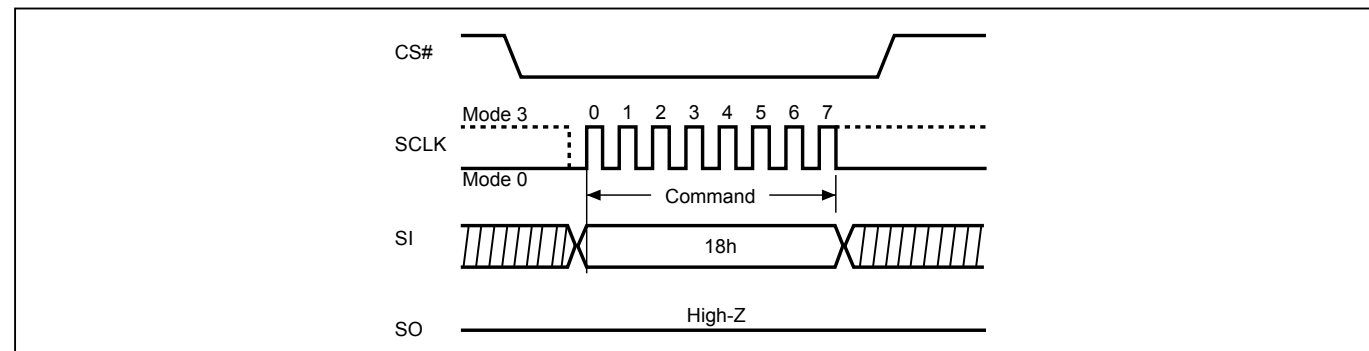 CS#
Mode 3 0 1 2 3 4 5 6 7
SCLK
Mode 0
Command
SI
18h
High-Z
SO